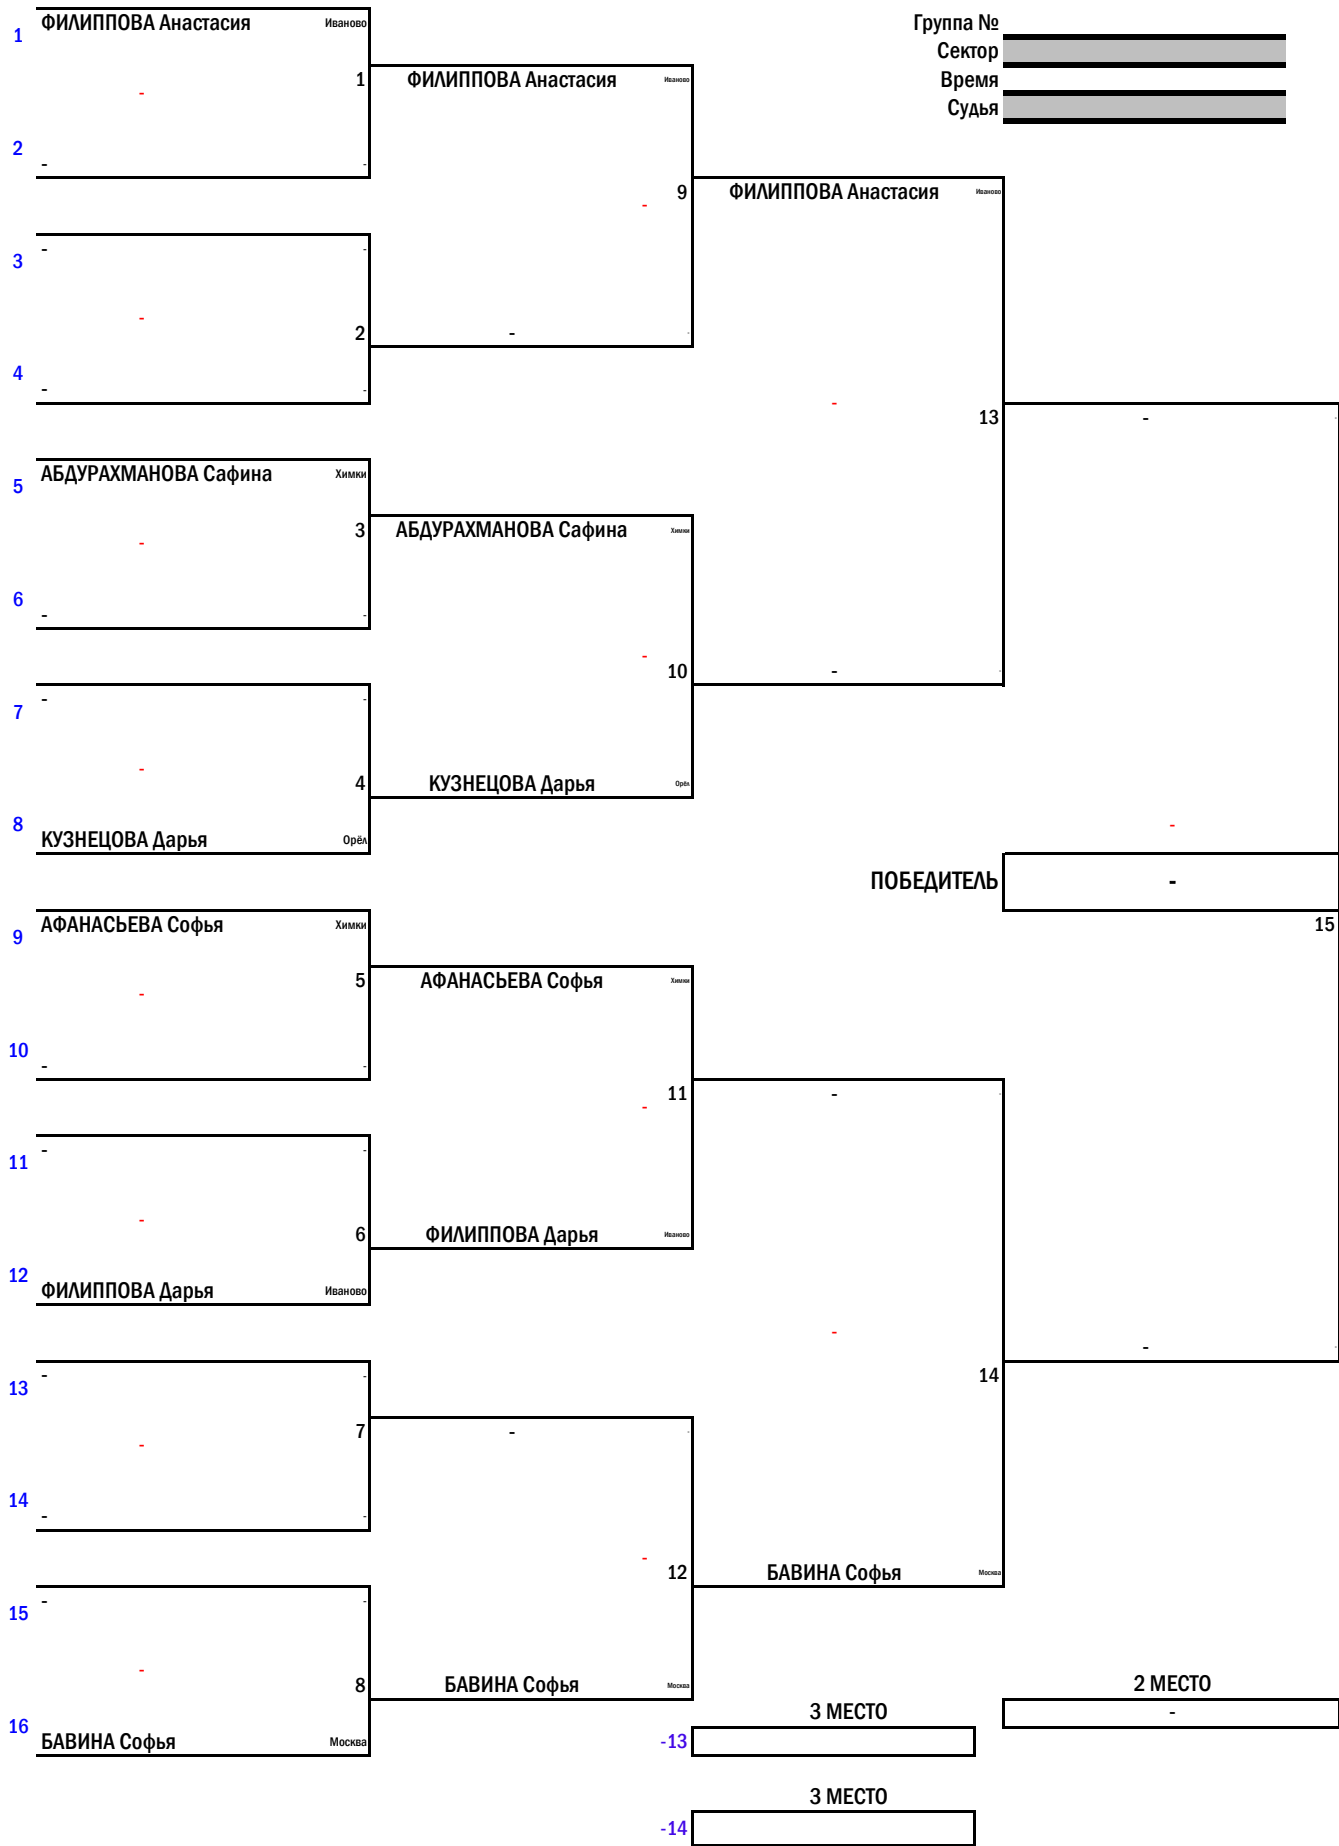 1 ФИЛИППОВА Анастасия Иваново
Группа №
Сектор
1 ФИЛИППОВА Анастасия Иваново
Время
-
Судья
2 - -
9 ФИЛИППОВА Анастасия Иваново
-
3 - -
-
2 - -
4 - -
-
13 - -
5 АБДУРАХМАНОВА Сафина Химки
3 АБДУРАХМАНОВА Сафина Химки
-
6 - -
-
10 - -
7 - -
-
4 КУЗНЕЦОВА Дарья Орёл
8 КУЗНЕЦОВА Дарья Орёл
-
ПОБЕДИТЕЛЬ -
9 АФАНАСЬЕВА Софья Химки
15
5 АФАНАСЬЕВА Софья Химки
-
10 - -
11 - -
-
11 - -
-
6 ФИЛИППОВА Дарья Иваново
12 ФИЛИППОВА Дарья Иваново
-
- -
13 - -
14
7 - -
-
14 - -
-
12 БАВИНА Софья Москва
15 - -
-
8 БАВИНА Софья Москва
2 МЕСТО
3 МЕСТО
-
16 БАВИНА Софья Москва
-13
3 МЕСТО
-14